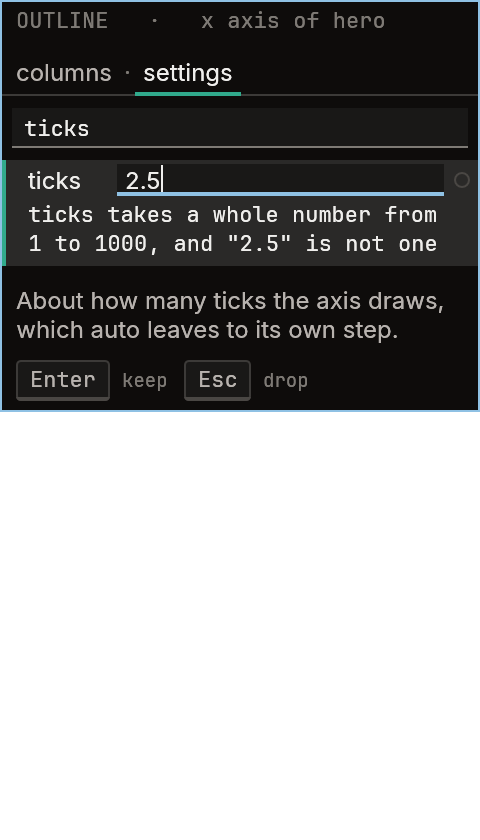 OUTLINE · x axis of hero
columns · settings
ticks
ticks 2.5
ticks takes a whole number from
1 to 1000, and "2.5" is not one
About how many ticks the axis draws,
which auto leaves to its own step.
Enter keep Esc drop